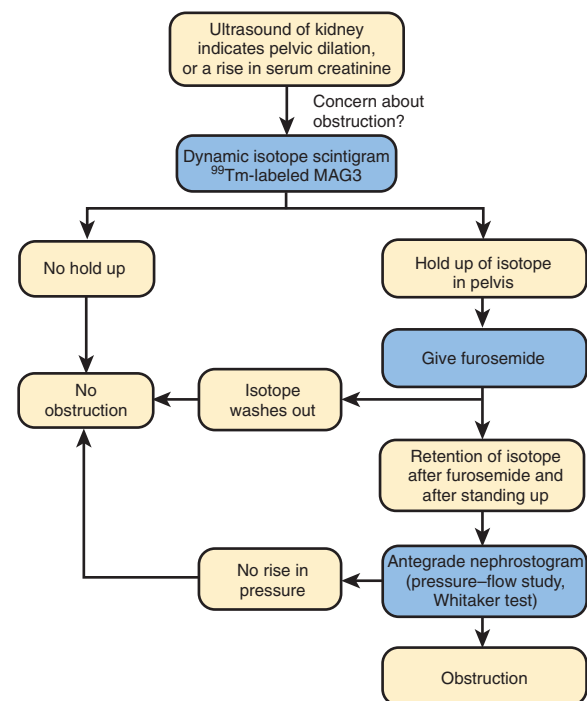 Ultrasound of kidney
indicates pelvic dilation,
or a rise in serum creatinine
Concern about
obstruction?
Dynamic isotope scintigram
⁹⁹Tm-labeled MAG3
No hold up
Hold up of isotope
in pelvis
Give furosemide
No
obstruction
Isotope
washes out
Retention of isotope
after furosemide and
after standing up
No rise in
pressure
Antegrade nephrostogram
(pressure–flow study,
Whitaker test)
Obstruction